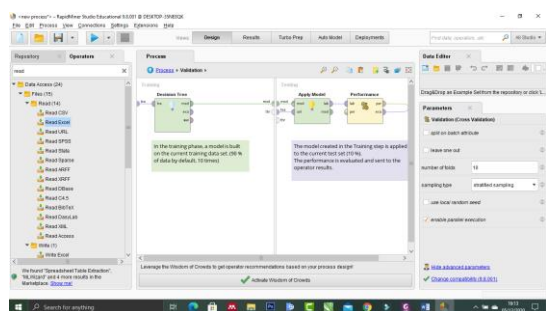 <new process*> – RapidMiner Studio Educational 9.8.001 @ DESKTOP-
File Edit Process View Connections Settings Extensions Help
Views: Design Results Turbo Prep Auto Model Deployments
All Studio
Repository Operators
read
Data Access (24)
Files (15)
Read (14)
Read CSV
Read Excel
Read URL
Read SPSS
Read Stata
Read Sparse
Read ARFF
Read XRFF
Read DBase
Read C4.5
Read BibTeX
Read DasyLab
Read XML
Read Access
Write (1)
Write Excel
We found "Spreadsheet Table Extraction",
and 4 more results in the
Marketplace. Show me!
Process
Process Validation
Training
Testing
Decision Tree
Apply Model
Performance
In the training phase, a model is built
on the current training data set. (90 %
of data by default, 10 times)
The model created in the Training step is applied
to the current test set (10 %).
The performance is evaluated and sent to the
operator results.
Leverage the Wisdom of Crowds to get operator recommendations based on your process design!
Activate Wisdom of Crowds
Data Editor
Drag&Drop an Example Set from the repository or click t...
Parameters
Validation (Cross Validation)
split on batch attribute
leave one out
number of folds 10
sampling type stratified sampling
use local random seed
enable parallel execution
Hide advanced parameters
Change compatibility (9.8.001)
Search for anything